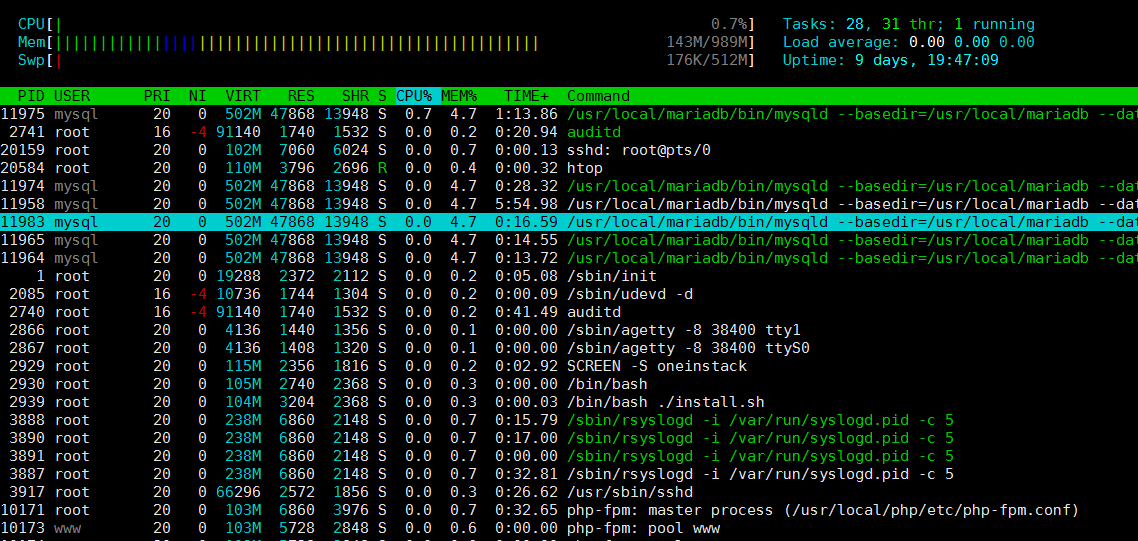 CPU[| 0.7%] Tasks: 28, 31 thr; 1 running
Mem[|||||||||||||||||||||||||||||||||||||||||||||||||||||| 143M/989M] Load average: 0.00 0.00 0.00
Swp[| 176K/512M] Uptime: 9 days, 19:47:09
PID USER PRI NI VIRT RES SHR S CPU% MEM% TIME+ Command
11975 mysql 20 0 502M 47868 13948 S 0.7 4.7 1:13.86 /usr/local/mariadb/bin/mysqld --basedir=/usr/local/mariadb --dat
2741 root 16 -4 91140 1740 1532 S 0.0 0.2 0:20.94 auditd
20159 root 20 0 102M 7060 6024 S 0.0 0.7 0:00.13 sshd: root@pts/0
20584 root 20 0 110M 3796 2696 R 0.0 0.4 0:00.32 htop
11974 mysql 20 0 502M 47868 13948 S 0.0 4.7 0:28.32 /usr/local/mariadb/bin/mysqld --basedir=/usr/local/mariadb --dat
11958 mysql 20 0 502M 47868 13948 S 0.0 4.7 5:54.98 /usr/local/mariadb/bin/mysqld --basedir=/usr/local/mariadb --dat
11983 mysql 20 0 502M 47868 13948 S 0.0 4.7 0:16.59 /usr/local/mariadb/bin/mysqld --basedir=/usr/local/mariadb --dat
11965 mysql 20 0 502M 47868 13948 S 0.0 4.7 0:14.55 /usr/local/mariadb/bin/mysqld --basedir=/usr/local/mariadb --dat
11964 mysql 20 0 502M 47868 13948 S 0.0 4.7 0:13.72 /usr/local/mariadb/bin/mysqld --basedir=/usr/local/mariadb --dat
1 root 20 0 19288 2372 2112 S 0.0 0.2 0:05.08 /sbin/init
2085 root 16 -4 10736 1744 1304 S 0.0 0.2 0:00.09 /sbin/udevd -d
2740 root 16 -4 91140 1740 1532 S 0.0 0.2 0:41.49 auditd
2866 root 20 0 4136 1440 1356 S 0.0 0.1 0:00.00 /sbin/agetty -8 38400 tty1
2867 root 20 0 4136 1408 1320 S 0.0 0.1 0:00.00 /sbin/agetty -8 38400 ttyS0
2929 root 20 0 115M 2356 1816 S 0.0 0.2 0:02.92 SCREEN -S oneinstack
2930 root 20 0 105M 2740 2368 S 0.0 0.3 0:00.00 /bin/bash
2939 root 20 0 104M 3204 2368 S 0.0 0.3 0:00.03 /bin/bash ./install.sh
3888 root 20 0 238M 6860 2148 S 0.0 0.7 0:15.79 /sbin/rsyslogd -i /var/run/syslogd.pid -c 5
3890 root 20 0 238M 6860 2148 S 0.0 0.7 0:17.00 /sbin/rsyslogd -i /var/run/syslogd.pid -c 5
3891 root 20 0 238M 6860 2148 S 0.0 0.7 0:00.00 /sbin/rsyslogd -i /var/run/syslogd.pid -c 5
3887 root 20 0 238M 6860 2148 S 0.0 0.7 0:32.81 /sbin/rsyslogd -i /var/run/syslogd.pid -c 5
3917 root 20 0 66296 2572 1856 S 0.0 0.3 0:26.62 /usr/sbin/sshd
10171 root 20 0 103M 6860 3976 S 0.0 0.7 0:32.65 php-fpm: master process (/usr/local/php/etc/php-fpm.conf)
10173 www 20 0 103M 5728 2848 S 0.0 0.6 0:00.00 php-fpm: pool www